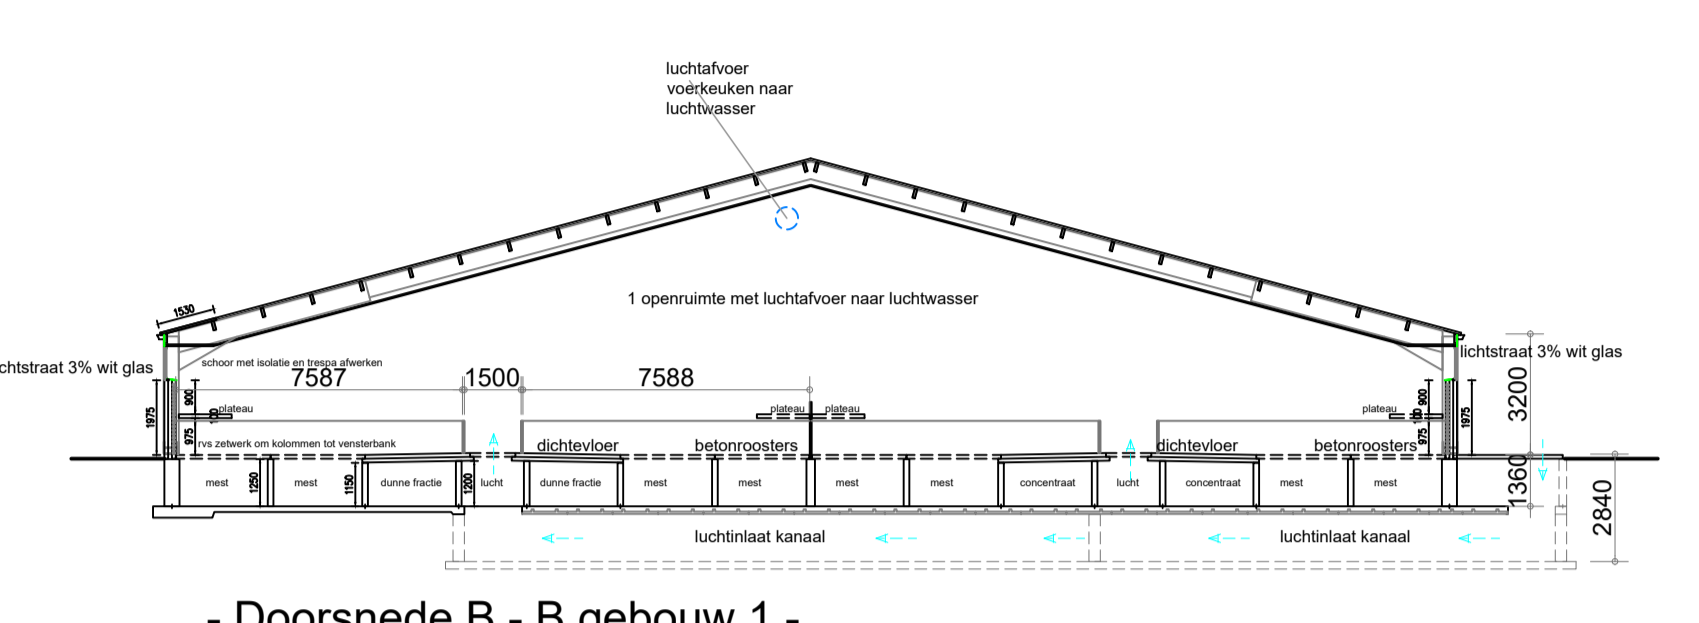 luchtafvoer
voerkeuken naar
luchtwasser
1530
1 openruimte met luchtafvoer naar luchtwasser
chtstraat 3% wit glas
lichtstraat 3% wit glas
schoor met isolatie en trespa afwerken
7587
1500
7588
1975
900
100
975
plateau
plateau
plateau
plateau
900
100
975
1975
3200
rvs zetwerk om kolommen tot vensterbank
dichtevloer
betonroosters
dichtevloer
betonroosters
mest
1250
mest
1150
dunne fractie
1200
lucht
dunne fractie
mest
mest
mest
mest
concentraat
lucht
concentraat
mest
mest
1360
2840
luchtinlaat kanaal
luchtinlaat kanaal
- Doorsnede B - B gebouw 1 -